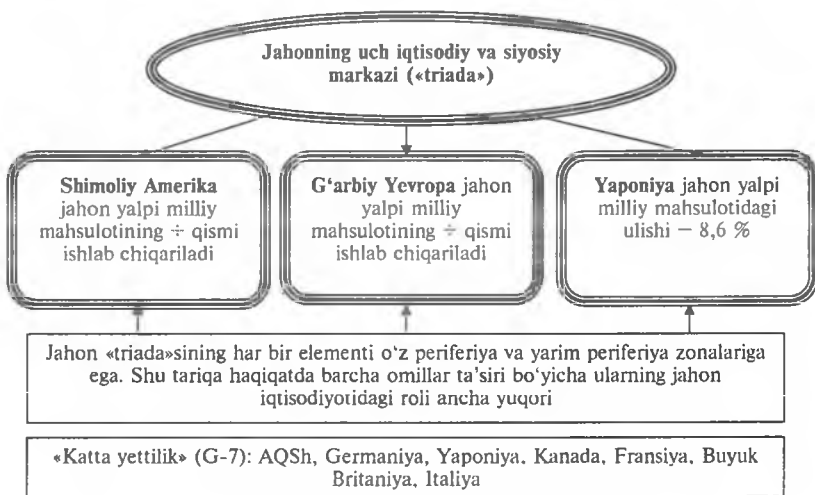 Jahonning uch iqtisodiy va siyosiy
markazi («triada»)
Shimoliy Amerika
jahon yalpi milliy
mahsulotining ÷ qismi
ishlab chiqariladi
G‘arbiy Yevropa jahon
yalpi milliy
mahsulotining ÷ qismi
ishlab chiqariladi
Yaponiya jahon yalpi
milliy mahsulotidagi
ulishi – 8,6 %
Jahon «triada»sining har bir elementi o‘z periferiya va yarim periferiya zonalariga
ega. Shu tariqa haqiqatda barcha omillar ta’siri bo‘yicha ularning jahon
iqtisodiyotidagi roli ancha yuqori
«Katta yettilik» (G-7): AQSh, Germaniya, Yaponiya, Kanada, Fransiya, Buyuk
Britaniya, Italiya